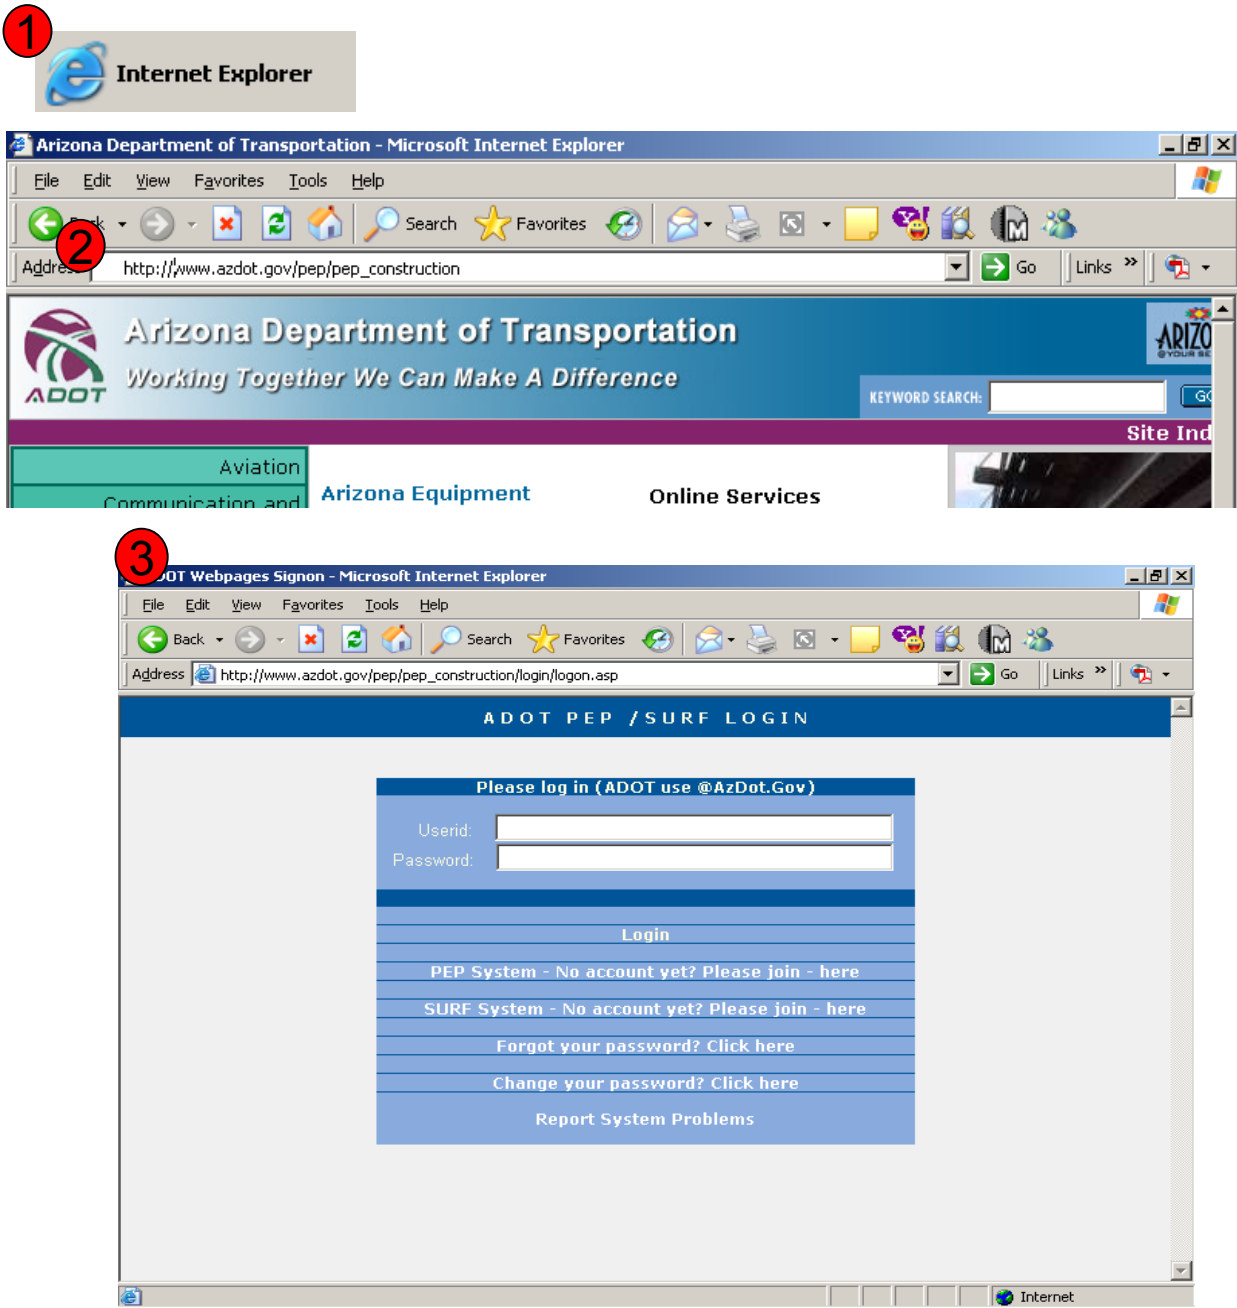 1
Internet Explorer
Arizona Department of Transportation - Microsoft Internet Explorer
File Edit View Favorites Tools Help
Search Favorites
2
http://www.azdot.gov/pep/pep_construction Go Links »
Arizona Department of Transportation
Working Together We Can Make A Difference
ADOT
KEYWORD SEARCH:
Site
Aviation
Communication and
Arizona Equipment
Online Services
3
Webpages Signon - Microsoft Internet Explorer
File Edit View Favorites Tools Help
Back Search Favorites
Address http://www.azdot.gov/pep/pep_construction/login/logon.asp Go Links »
ADOT PEP /SURF LOGIN
Please log in (ADOT use @AzDot.Gov)
Userid:
Password:
Login
PEP System - No account yet? Please join - here
SURF System - No account yet? Please join - here
Forgot your password? Click here
Change your password? Click here
Report System Problems
Internet